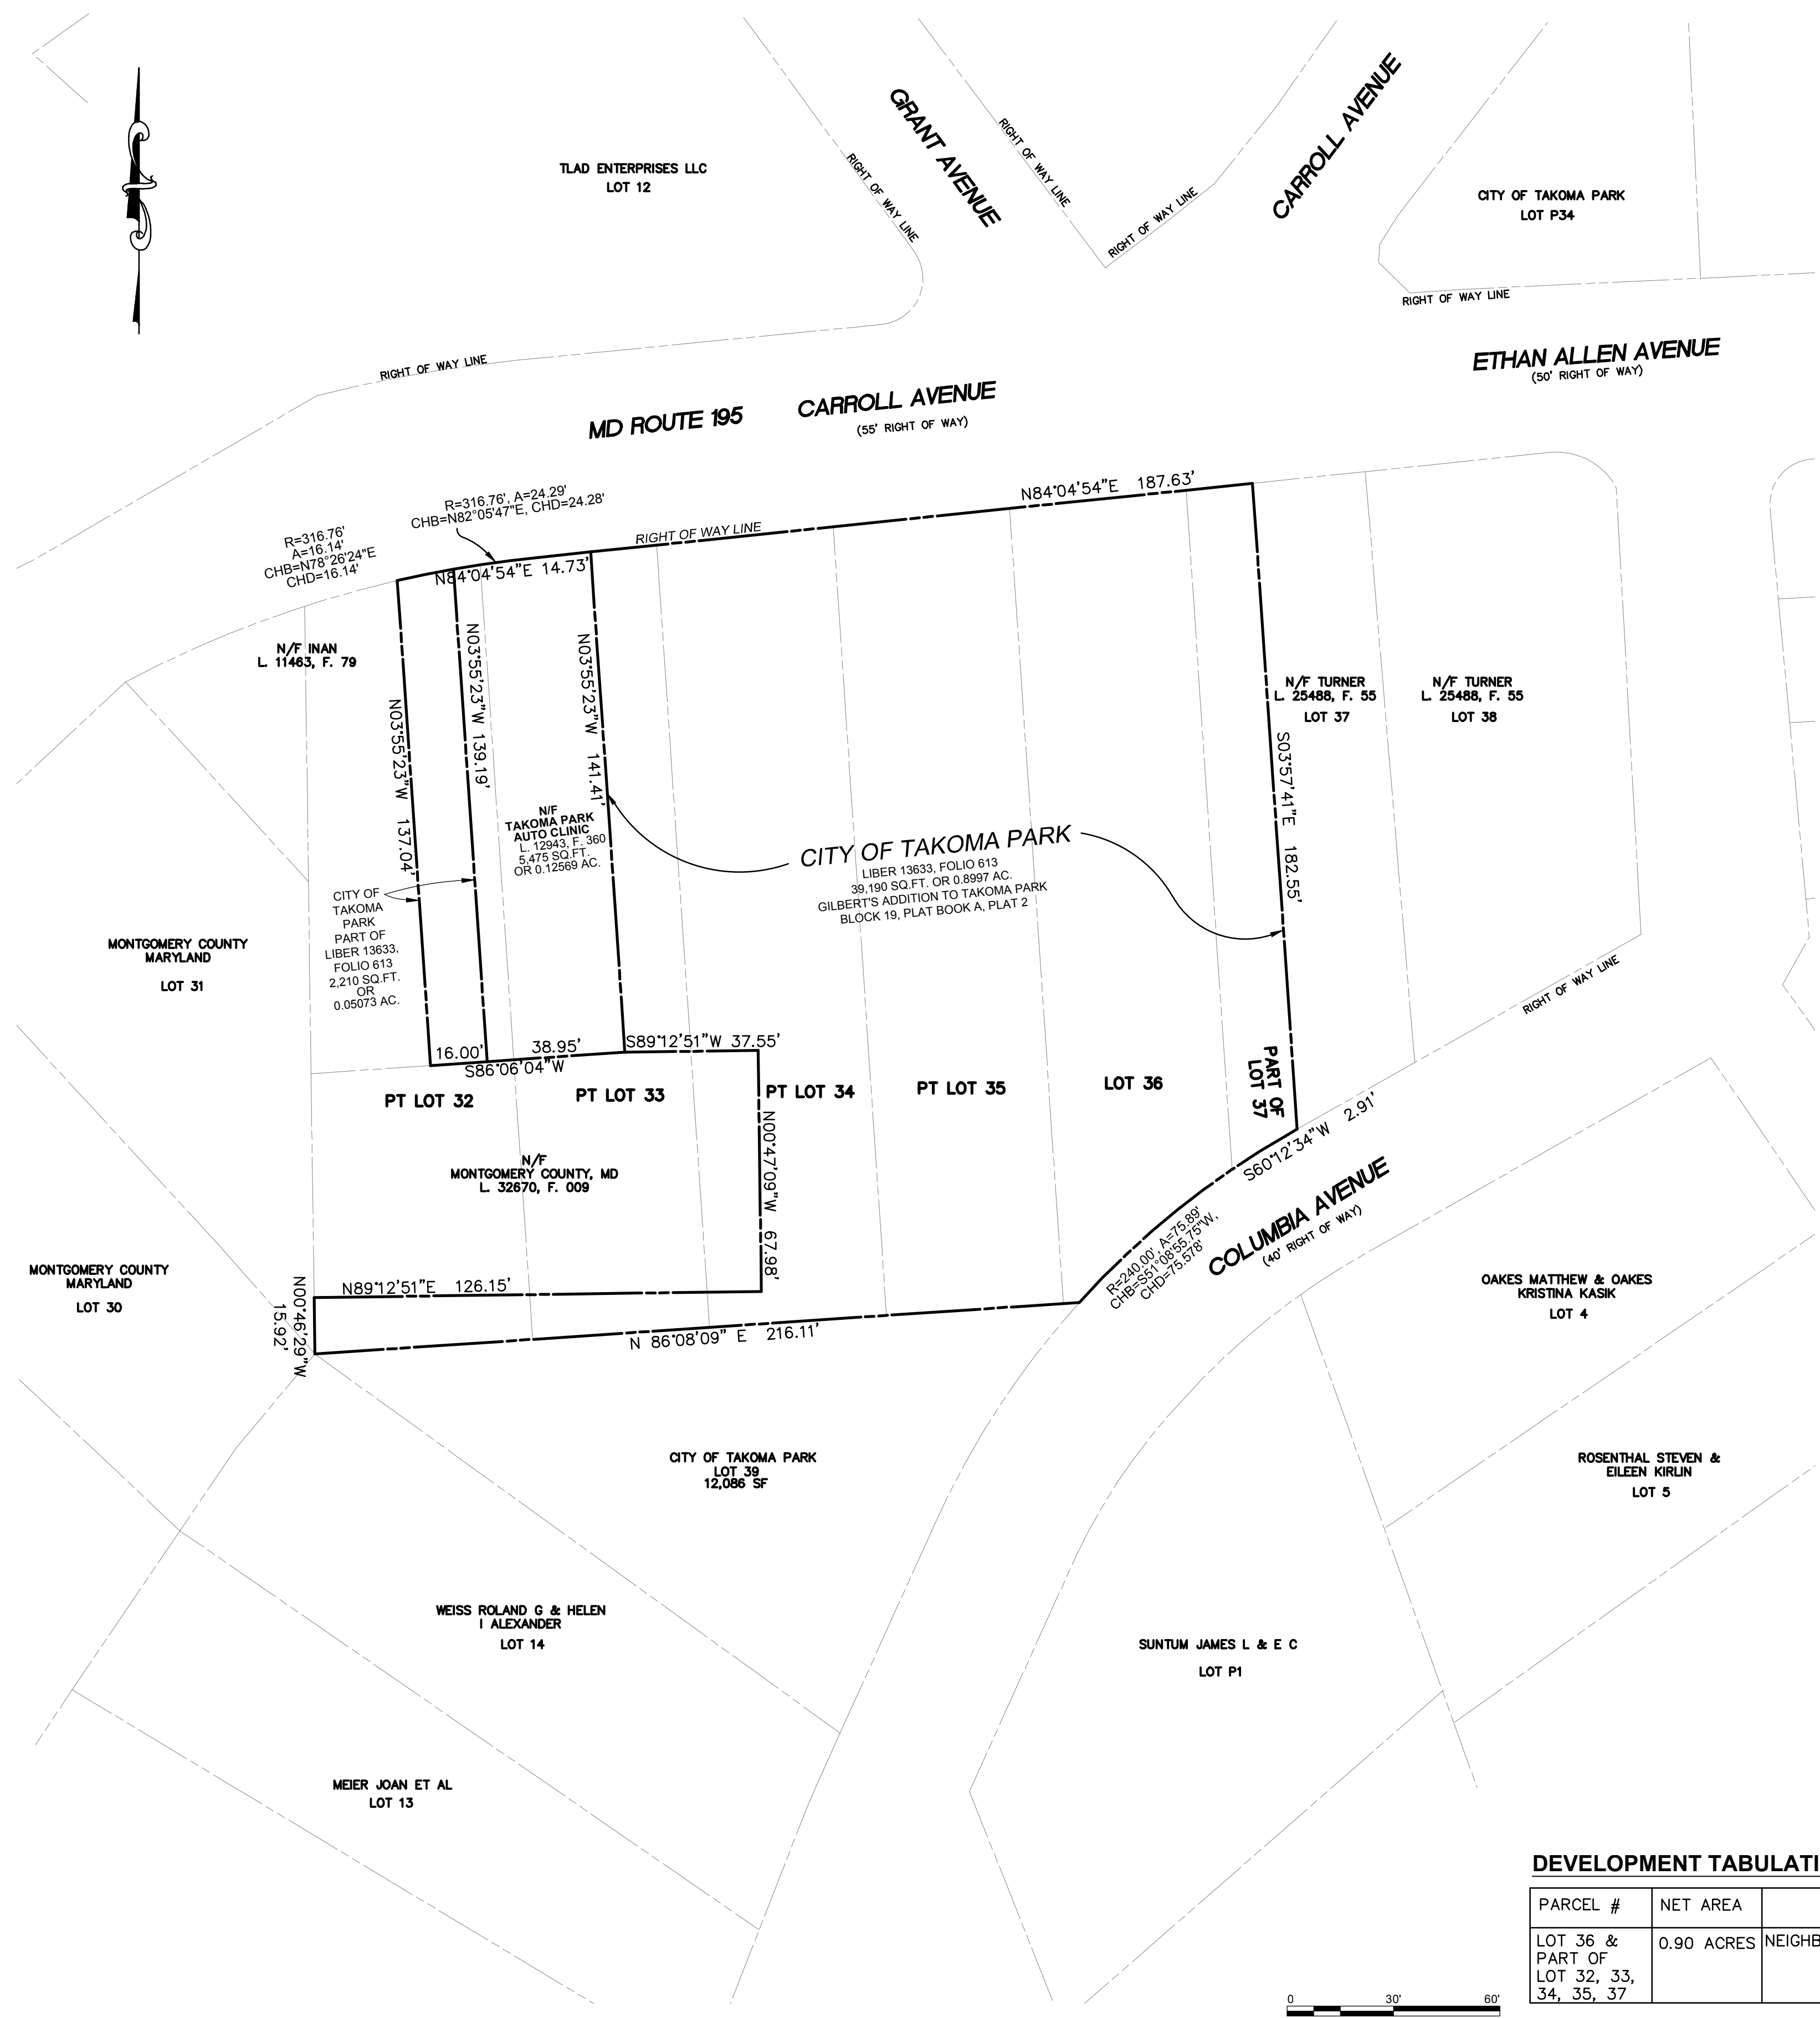 TLAD ENTERPRISES LLC
LOT 12
GRANT AVENUE
RIGHT OF WAY LINE
RIGHT OF WAY LINE
RIGHT OF WAY LINE
CARROLL AVENUE
CITY OF TAKOMA PARK
LOT P34
RIGHT OF WAY LINE
ETHAN ALLEN AVENUE
(50' RIGHT OF WAY)
RIGHT OF WAY LINE
MD ROUTE 195
CARROLL AVENUE
(55' RIGHT OF WAY)
R=316.76', A=24.29'
CHB=N82°05'47"E, CHD=24.28'
R=316.76'
A=16.14'
CHB=N78°26'24"E
CHD=16.14'
RIGHT OF WAY LINE
N84°04'54"E 187.63'
N84°04'54"E 14.73'
N/F INAN
L. 11463, F. 79
N03°55'23"W 137.04'
N03°55'23"W 139.19'
N03°55'23"W 141.41'
N/F
TAKOMA PARK
AUTO CLINIC
L. 12943, F. 360
5,475 SQ.FT.
OR 0.12569 AC.
CITY OF
TAKOMA
PARK
PART OF
LIBER 13633,
FOLIO 613
2,210 SQ.FT.
OR
0.05073 AC.
CITY OF TAKOMA PARK
LIBER 13633, FOLIO 613
39,190 SQ.FT. OR 0.8997 AC.
GILBERT'S ADDITION TO TAKOMA PARK
BLOCK 19, PLAT BOOK A, PLAT 2
S03°57'41"E 182.55'
N/F TURNER
L. 25488, F. 55
LOT 37
N/F TURNER
L. 25488, F. 55
LOT 38
MONTGOMERY COUNTY
MARYLAND
LOT 31
RIGHT OF WAY LINE
16.00'
38.95'
S86°06'04"W
S89°12'51"W 37.55'
PT LOT 32
PT LOT 33
PT LOT 34
PT LOT 35
LOT 36
PART OF
LOT 37
N/F
MONTGOMERY COUNTY, MD
L. 32670, F. 009
N00°47'09"W 67.98'
S60°12'34"W 2.91'
COLUMBIA AVENUE
(40' RIGHT OF WAY)
R=240.00', A=75.89'
CHB=S51°08'55.75"W,
CHD=75.578'
MONTGOMERY COUNTY
MARYLAND
LOT 30
N00°46'29"W
15.92'
N89°12'51"E 126.15'
N 86°08'09" E 216.11'
OAKES MATTHEW & OAKES
KRISTINA KASIK
LOT 4
CITY OF TAKOMA PARK
LOT 39
12,086 SF
ROSENTHAL STEVEN &
EILEEN KIRLIN
LOT 5
WEISS ROLAND G & HELEN
I ALEXANDER
LOT 14
SUNTUM JAMES L & E C
LOT P1
MEIER JOAN ET AL
LOT 13
DEVELOPMENT TABULATI
PARCEL # NET AREA
LOT 36 &
PART OF
LOT 32, 33,
34, 35, 37
0.90 ACRES
NEIGHB
0 30' 60'